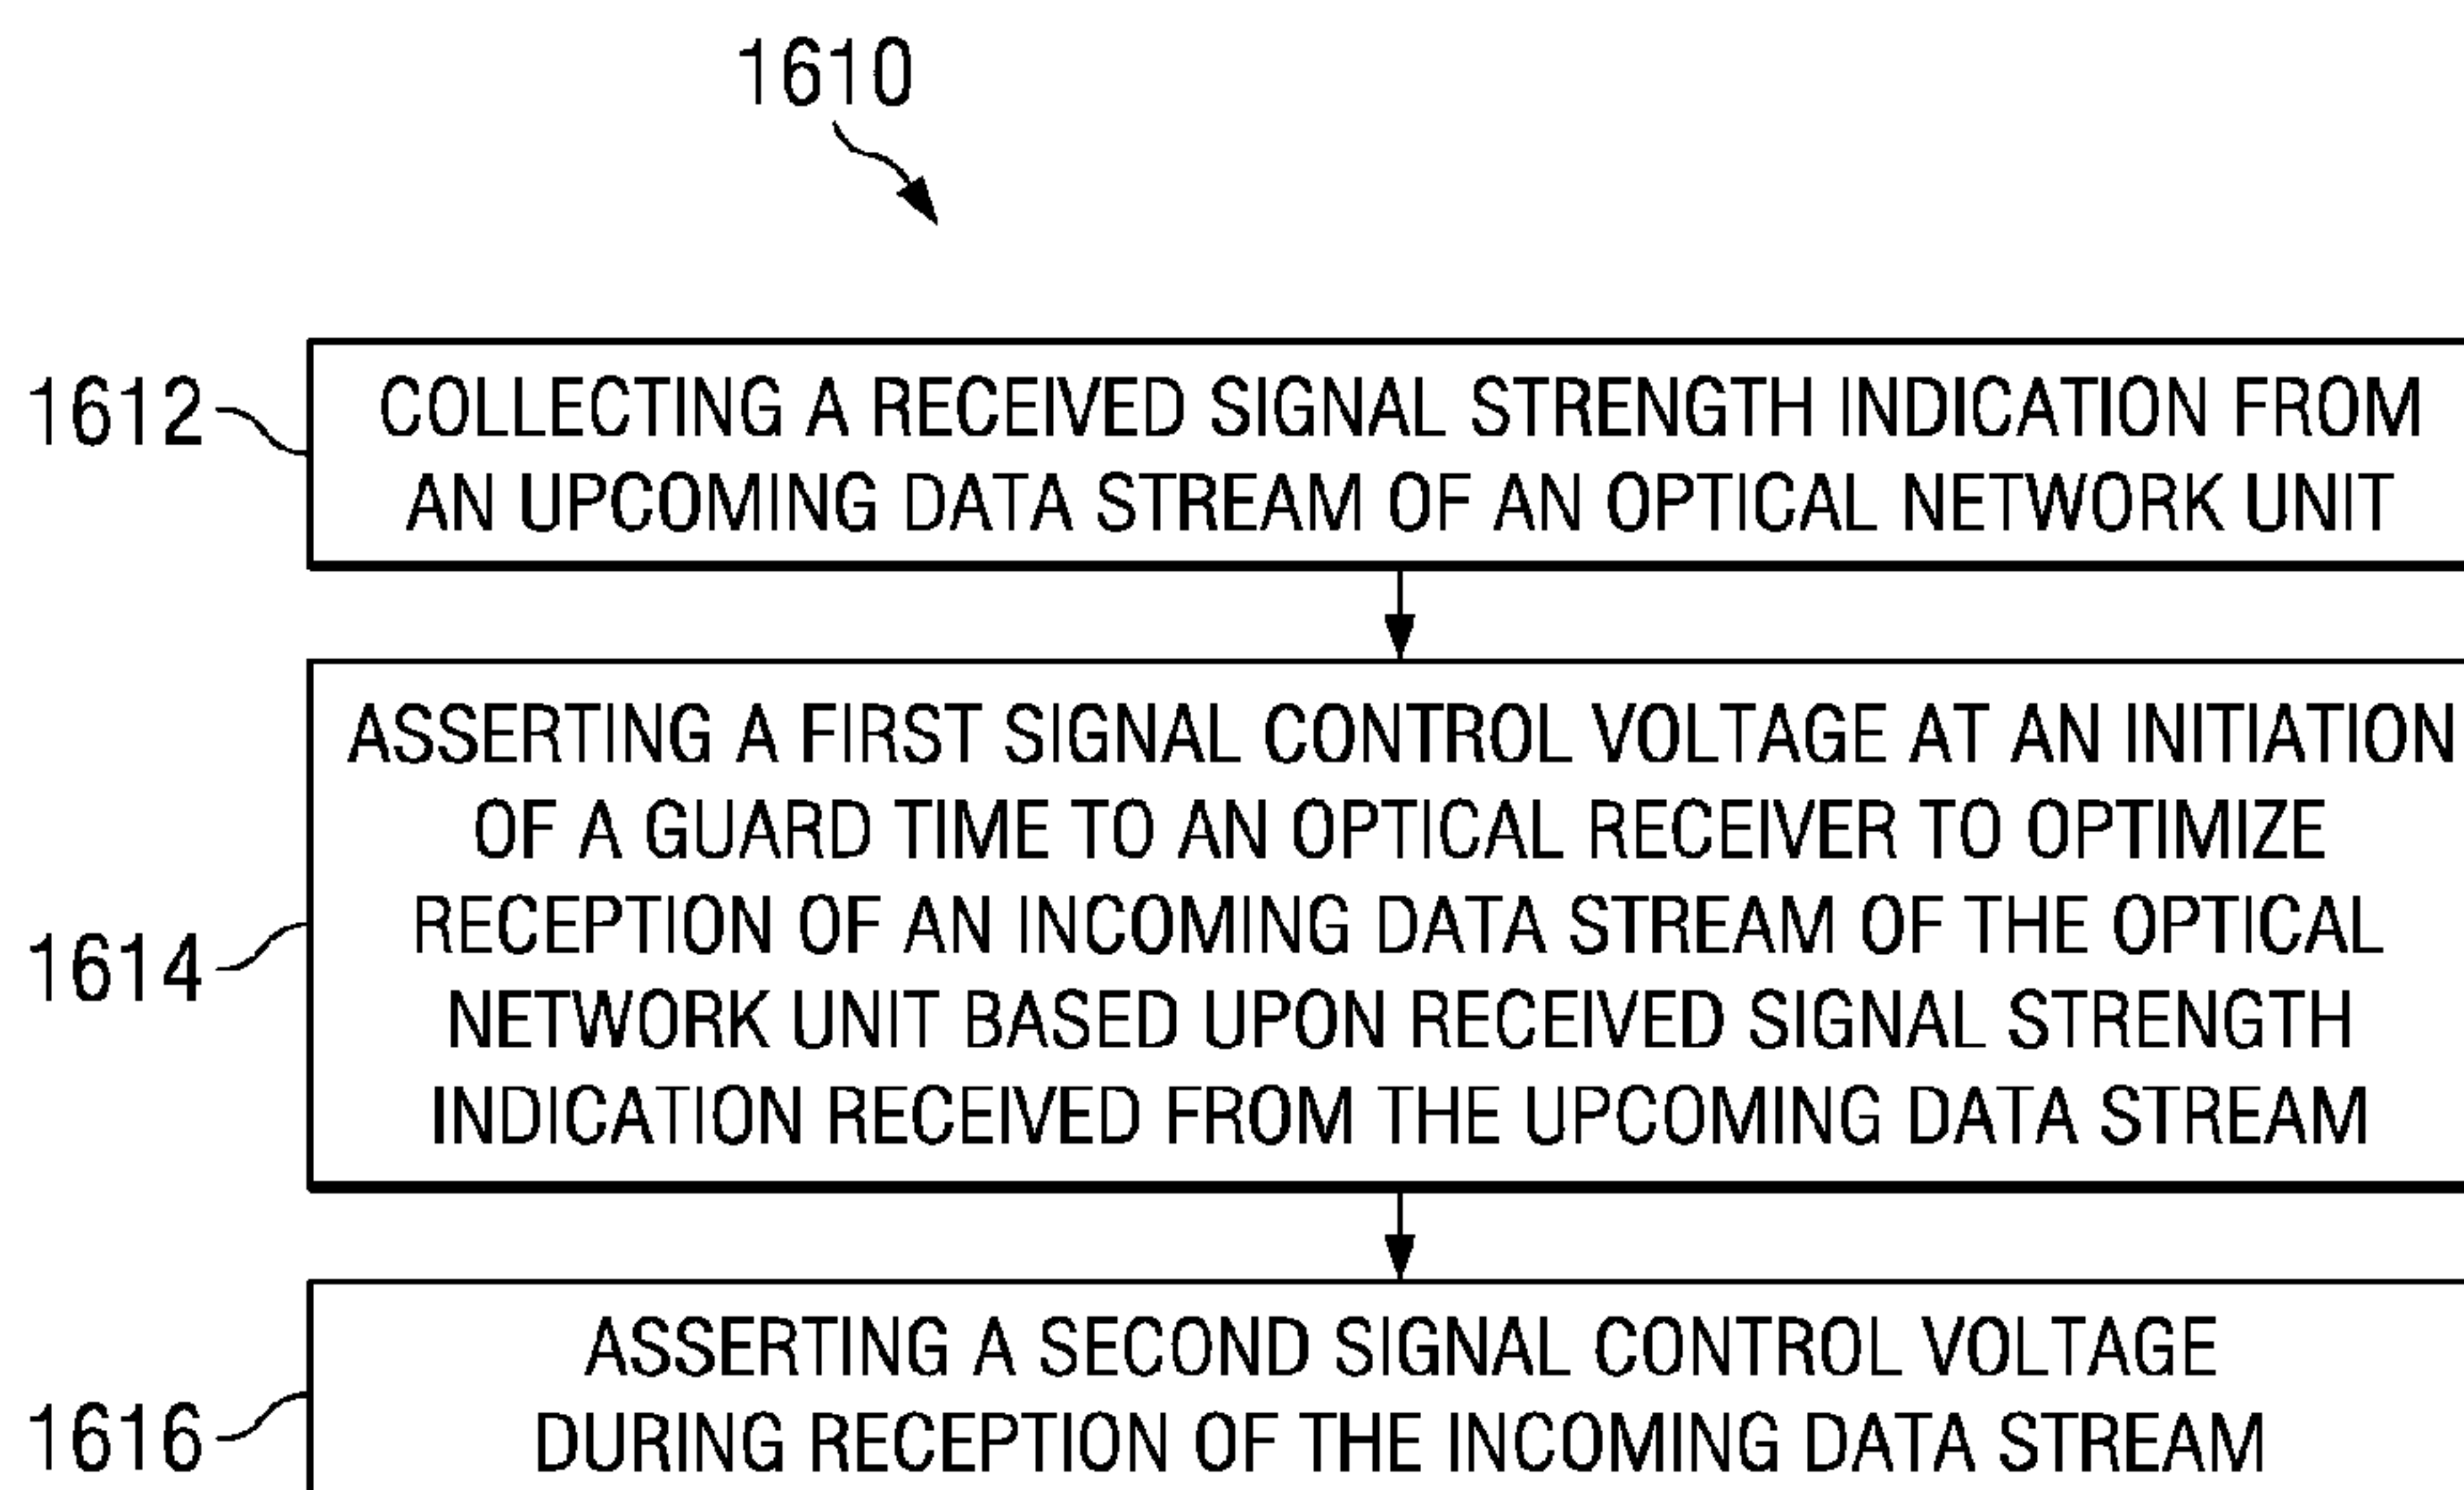 1610
1612
COLLECTING A RECEIVED SIGNAL STRENGTH INDICATION FROM
AN UPCOMING DATA STREAM OF AN OPTICAL NETWORK UNIT
1614
ASSERTING A FIRST SIGNAL CONTROL VOLTAGE AT AN INITIATION
OF A GUARD TIME TO AN OPTICAL RECEIVER TO OPTIMIZE
RECEPTION OF AN INCOMING DATA STREAM OF THE OPTICAL
NETWORK UNIT BASED UPON RECEIVED SIGNAL STRENGTH
INDICATION RECEIVED FROM THE UPCOMING DATA STREAM
1616
ASSERTING A SECOND SIGNAL CONTROL VOLTAGE
DURING RECEPTION OF THE INCOMING DATA STREAM